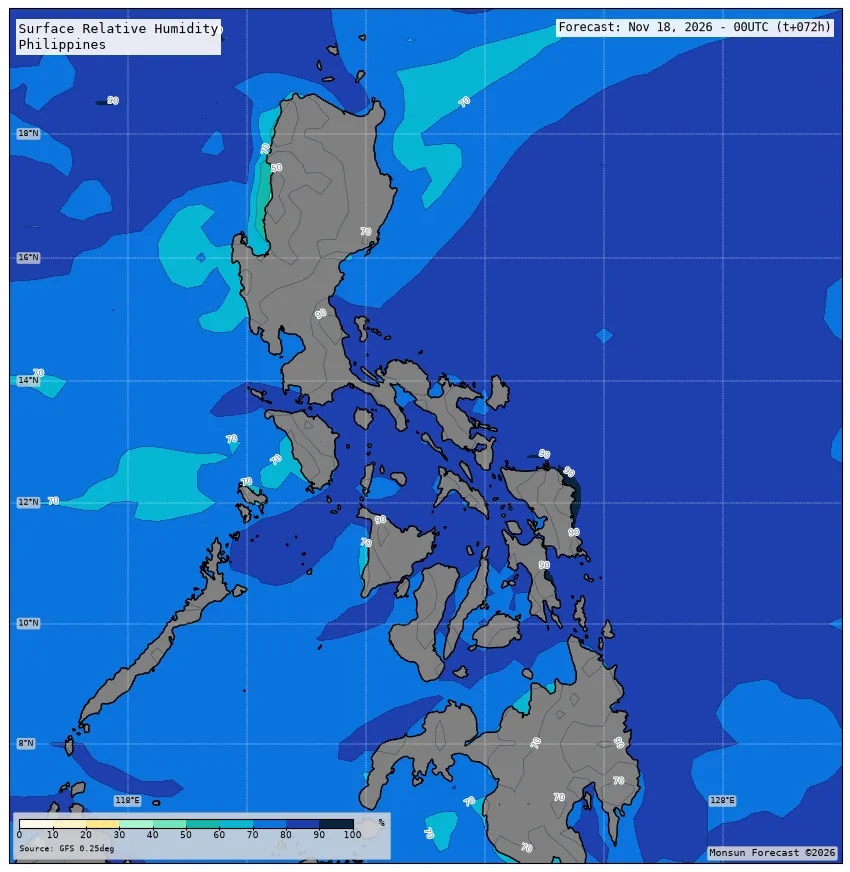 Surface Relative Humidity
Philippines
Forecast: Nov 18, 2026 - 00UTC (t+072h)
90
70
18°N
70
50
70
16°N
90
70
14°N
90
70
90
70
70
12°N
70
90
90
70
90
10°N
8°N
70
90
70
118°E
70
70
128°E
70
70
%
0 10 20 30 40 50 60 70 80 90 100
Source: GFS 0.25deg
Monsun Forecast ©2026